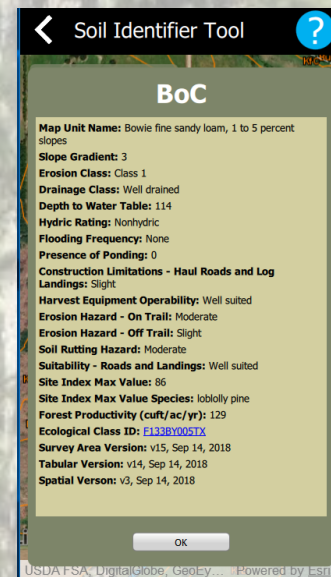 Soil Identifier Tool
?
BoC
Map Unit Name: Bowie fine sandy loam, 1 to 5 percent
slopes
Slope Gradient: 3
Erosion Class: Class 1
Drainage Class: Well drained
Depth to Water Table: 114
Hydric Rating: Nonhydric
Flooding Frequency: None
Presence of Ponding: 0
Construction Limitations - Haul Roads and Log
Landings: Slight
Harvest Equipment Operability: Well suited
Erosion Hazard - On Trail: Moderate
Erosion Hazard - Off Trail: Slight
Soil Rutting Hazard: Moderate
Suitability - Roads and Landings: Well suited
Site Index Max Value: 86
Site Index Max Value Species: loblolly pine
Forest Productivity (cuft/ac/yr): 129
Ecological Class ID: F133BY005TX
Survey Area Version: v15, Sep 14, 2018
Tabular Version: v14, Sep 14, 2018
Spatial Verson: v3, Sep 14, 2018
OK
USDA FSA, DigitalGlobe, GeoEy... Powered by Esri